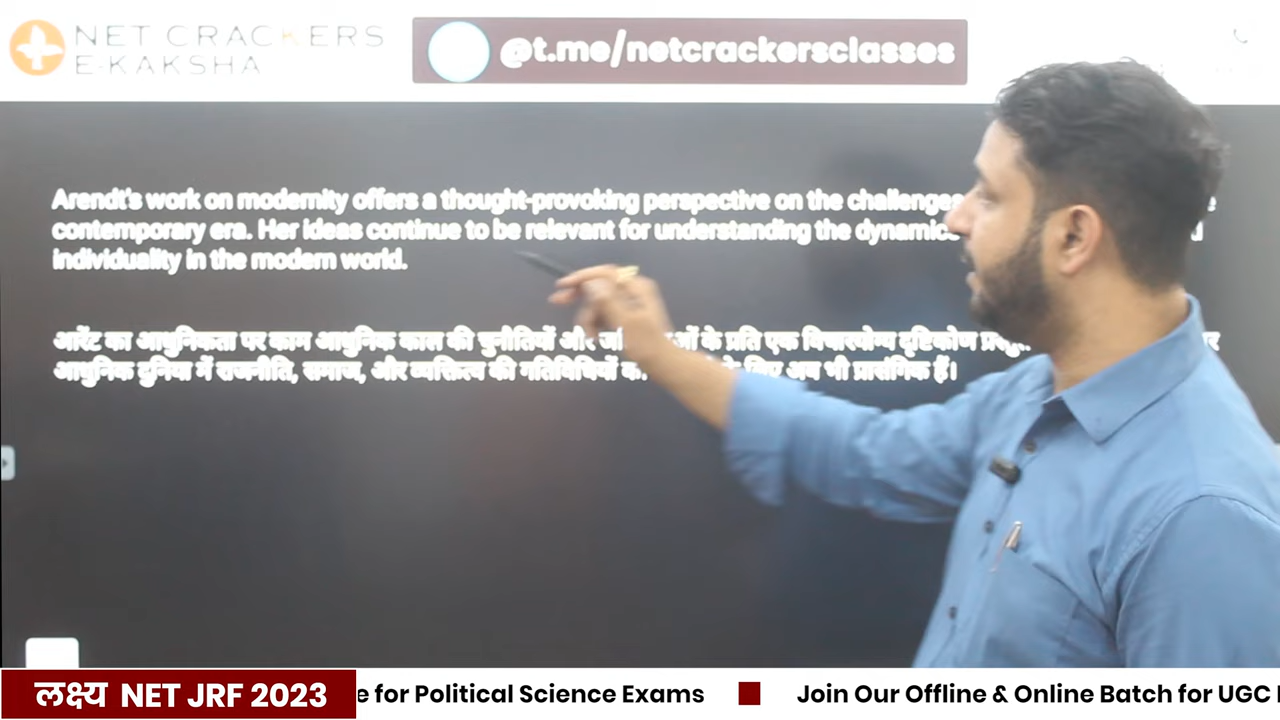 NET CRACKERS
E-KAKSHA
@t.me/netcrackersclasses
Arendt's work on modernity offers a thought-provoking perspective on the challenges
contemporary era. Her ideas continue to be relevant for understanding the dynamics
individuality in the modern world.
आरेंट का आधुनिकता पर काम आधुनिक काल की चुनौतियों और के प्रति एक विचारयोग्य दृष्टिकोण
आधुनिक दुनिया में राजनीति, समाज, और व्यक्तित्व की गतिविधियों लिए अब भी प्रासंगिक हैं।
लक्ष्य NET JRF 2023
e for Political Science Exams
Join Our Offline & Online Batch for UGC